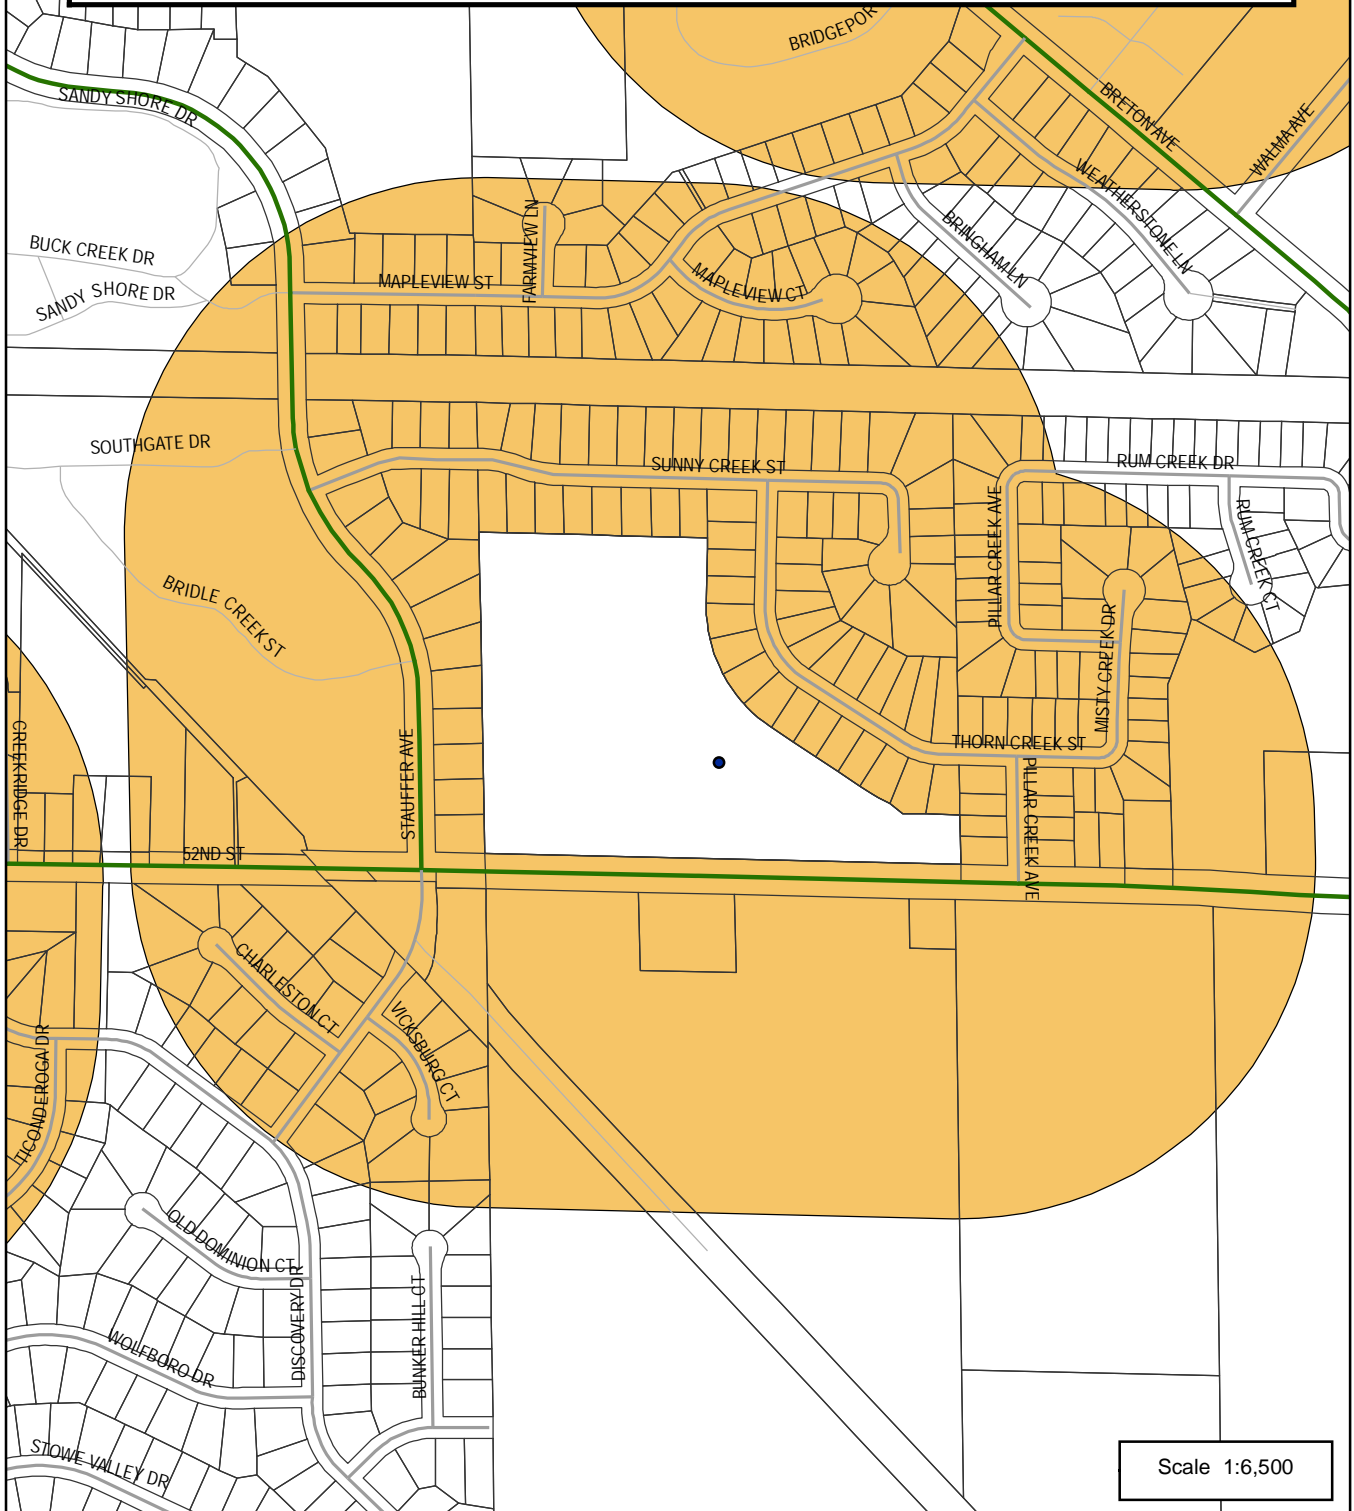 BRIDGEPOR
SANDY SHORE DR
BRETON AVE
WALMA AVE
WEATHERSTONE LN
BRINGHAM LN
FARMVIEW LN
BUCK CREEK DR
SANDY SHORE DR
MAPLEVIEW ST
MAPLEVIEW CT
SOUTHGATE DR
SUNNY CREEK ST
RUM CREEK DR
RUM CREEK CT
PILLAR CREEK AVE
BRIDLE CREEK ST
MISTY CREEK DR
CREEKRIDGE DR
STAUFFER AVE
THORN CREEK ST
PILLAR CREEK AVE
52ND ST
CHARLESTON CT
VICKSBURG CT
TICONDEROGA DR
OLD DOMINION CT
DISCOVERY DR
BUNKER HILL CT
WOLFBORO DR
STOWE VALLEY DR
Scale 1:6,500